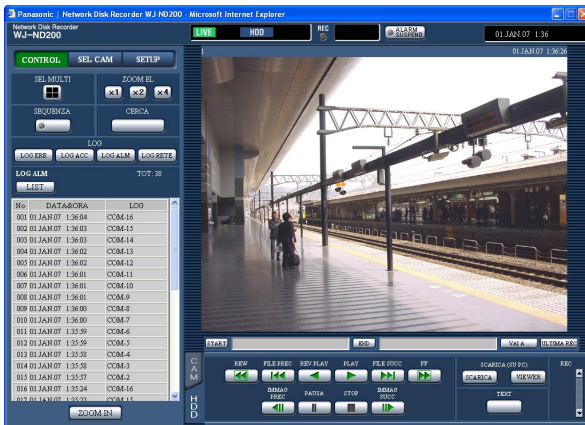 Panasonic | Network Disk Recorder WJ-ND200 - Microsoft Internet Explorer
Network Disk Recorder
WJ-ND200
LIVE HDD REC ALARM SUSPEND 01.JAN.07 1:36
CONTROL SEL CAM SETUP
1 01.JAN.07 1:36:26
SEL MULTI ZOOM EL
×1 ×2 ×4
SEQUENZA CERCA
LOG
LOG ERR LOG ACC LOG ALM LOG RETE
LOG ALM TOT: 38
LIST
No DATA&ORA LOG
001 01.JAN.07 1:36:04 COM-16
002 01.JAN.07 1:36:03 COM-15
003 01.JAN.07 1:36:03 COM-14
004 01.JAN.07 1:36:02 COM-13
005 01.JAN.07 1:36:02 COM-12
006 01.JAN.07 1:36:01 COM-11
007 01.JAN.07 1:36:01 COM-10
008 01.JAN.07 1:36:01 COM-9
009 01.JAN.07 1:36:00 COM-8
010 01.JAN.07 1:36:00 COM-7
011 01.JAN.07 1:35:59 COM-6
012 01.JAN.07 1:35:59 COM-5
013 01.JAN.07 1:35:58 COM-4
014 01.JAN.07 1:35:58 COM-3
015 01.JAN.07 1:35:57 COM-2
016 01.JAN.07 1:35:24 COM-16
017 01.JAN.07 1:35:23 COM-15
ZOOM IN
START END VAI A... ULTIMA REG
CAM
HDD
REW FILE PREC REV PLAY PLAY FILE SUCC FF
IMMAG PREC PAUSA STOP IMMAG SUCC
SCARICA (SU PC)
SCARICA VIEWER
TEXT
REC